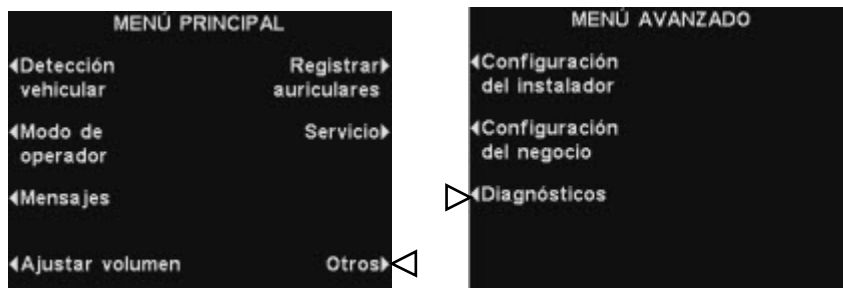 MENÚ PRINCIPAL
Detección Registrar
vehicular auriculares
Modo de Servicio
operador
Mensajes
Ajustar volumen Otros
MENÚ AVANZADO
Configuración
del instalador
Configuración
del negocio
Diagnósticos